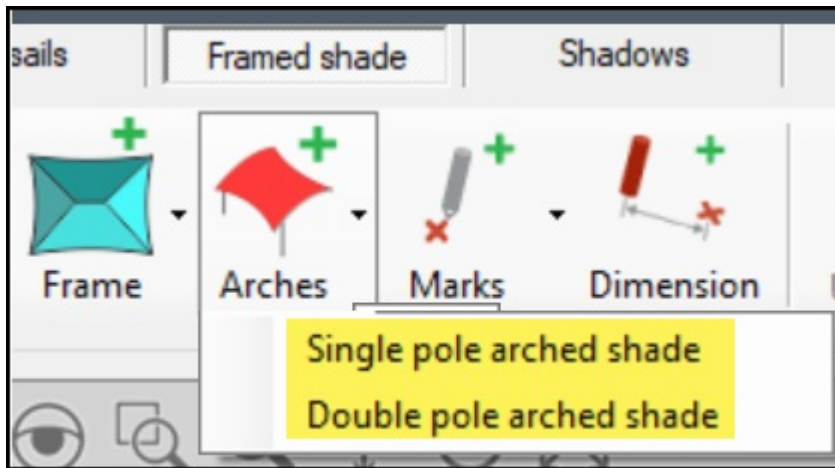 sails Framed shade Shadows
Frame Arches Marks Dimension
Single pole arched shade
Double pole arched shade